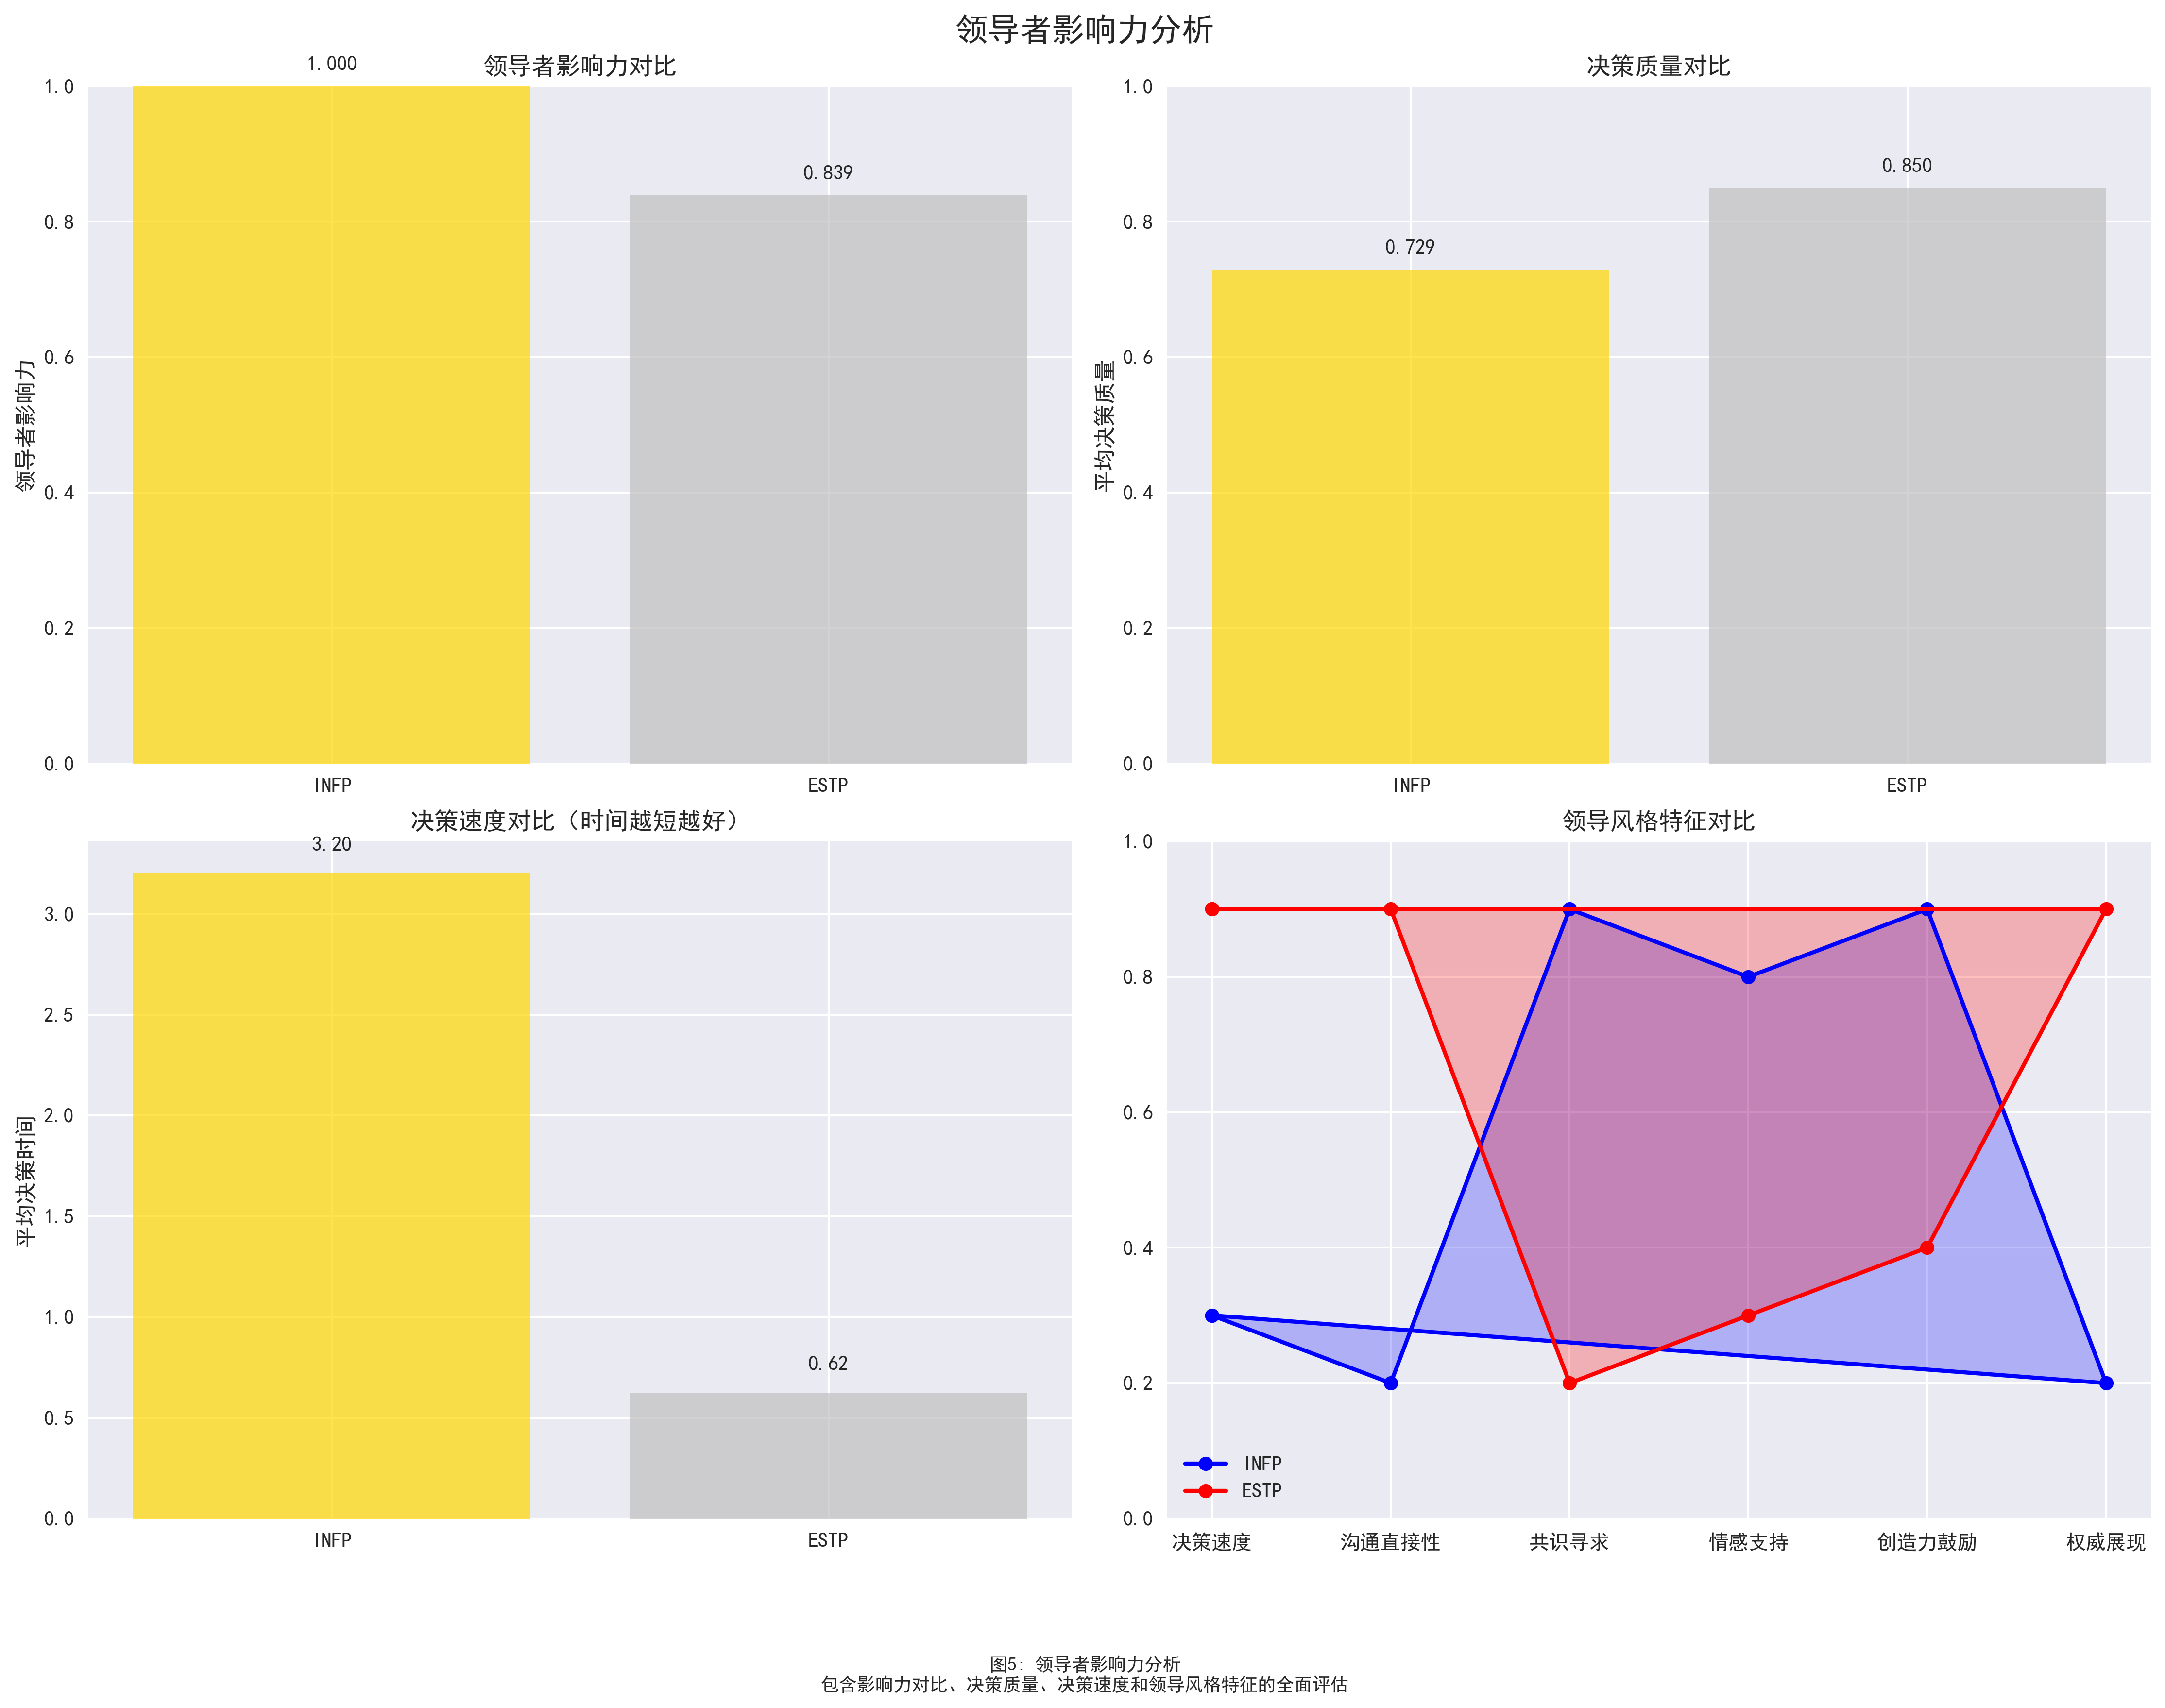 领导者影响力分析
领导者影响力对比
1.000
0.839
1.0
0.8
0.6
0.4
0.2
0.0
领导者影响力
INFP
ESTP
决策质量对比
0.729
0.850
1.0
0.8
0.6
0.4
0.2
0.0
平均决策质量
INFP
ESTP
决策速度对比（时间越短越好）
3.20
0.62
3.0
2.5
2.0
1.5
1.0
0.5
0.0
平均决策时间
INFP
ESTP
领导风格特征对比
1.0
0.8
0.6
0.4
0.2
0.0
INFP
ESTP
决策速度
沟通直接性
共识寻求
情感支持
创造力鼓励
权威展现
图5: 领导者影响力分析
包含影响力对比、决策质量、决策速度和领导风格特征的全面评估